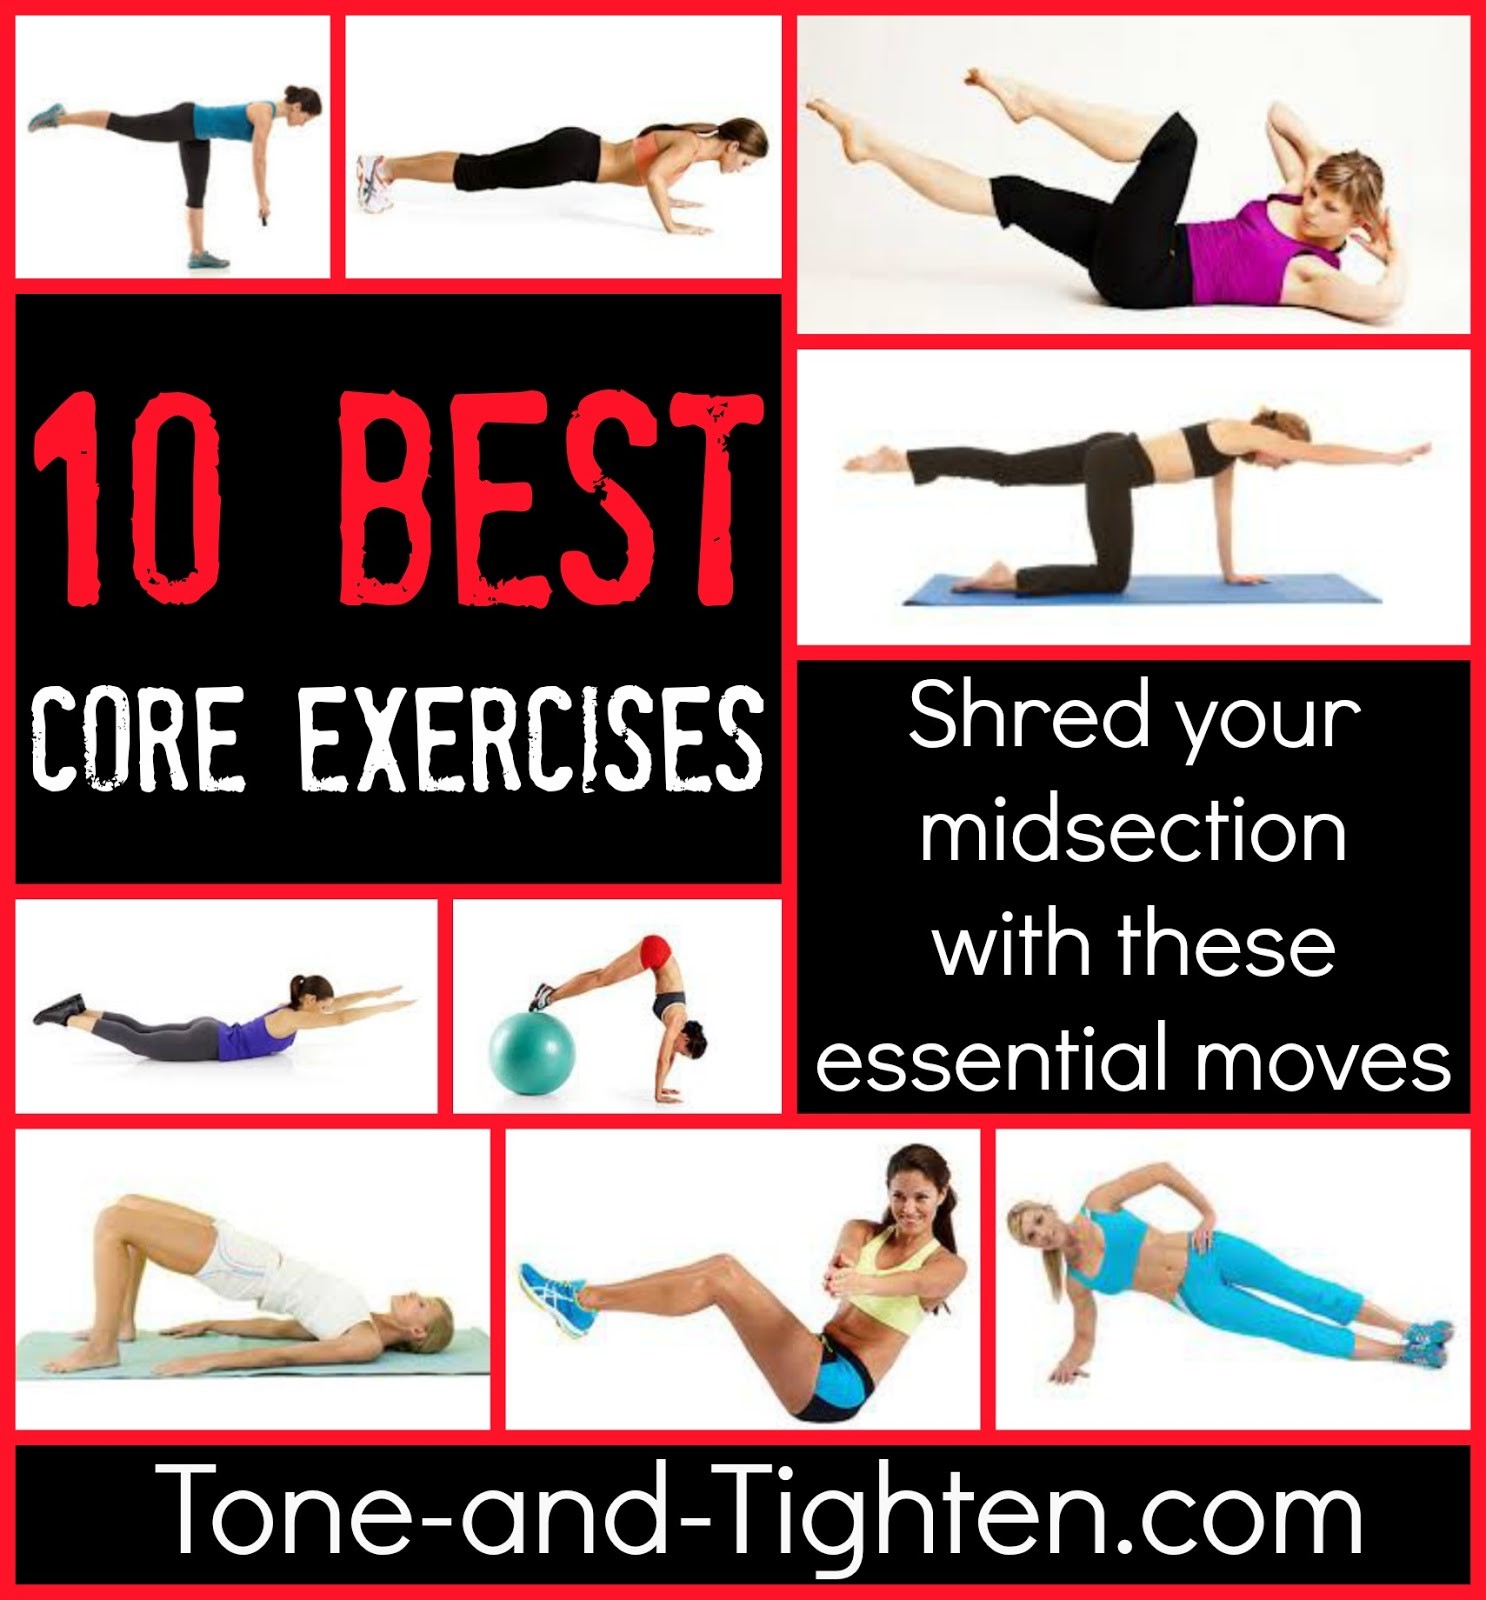 10 BEST
CORE EXERCISES
Shred your
midsection
with these
essential moves
Tone-and-Tighten.com